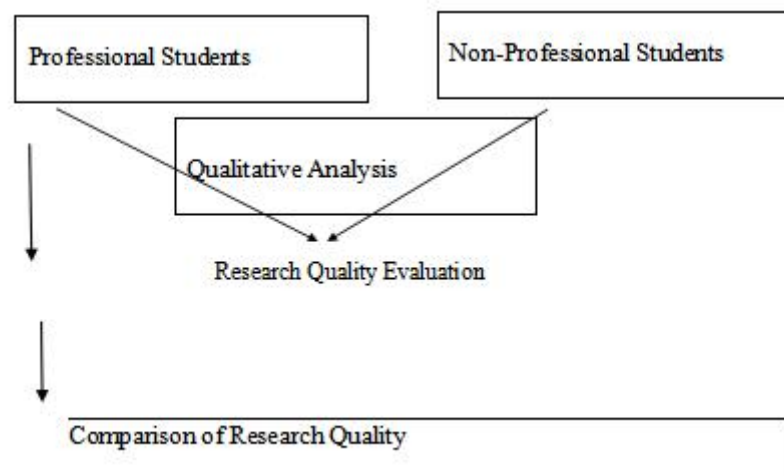 Professional Students
Non-Professional Students
Qualitative Analysis
Research Quality Evaluation
Comparison of Research Quality